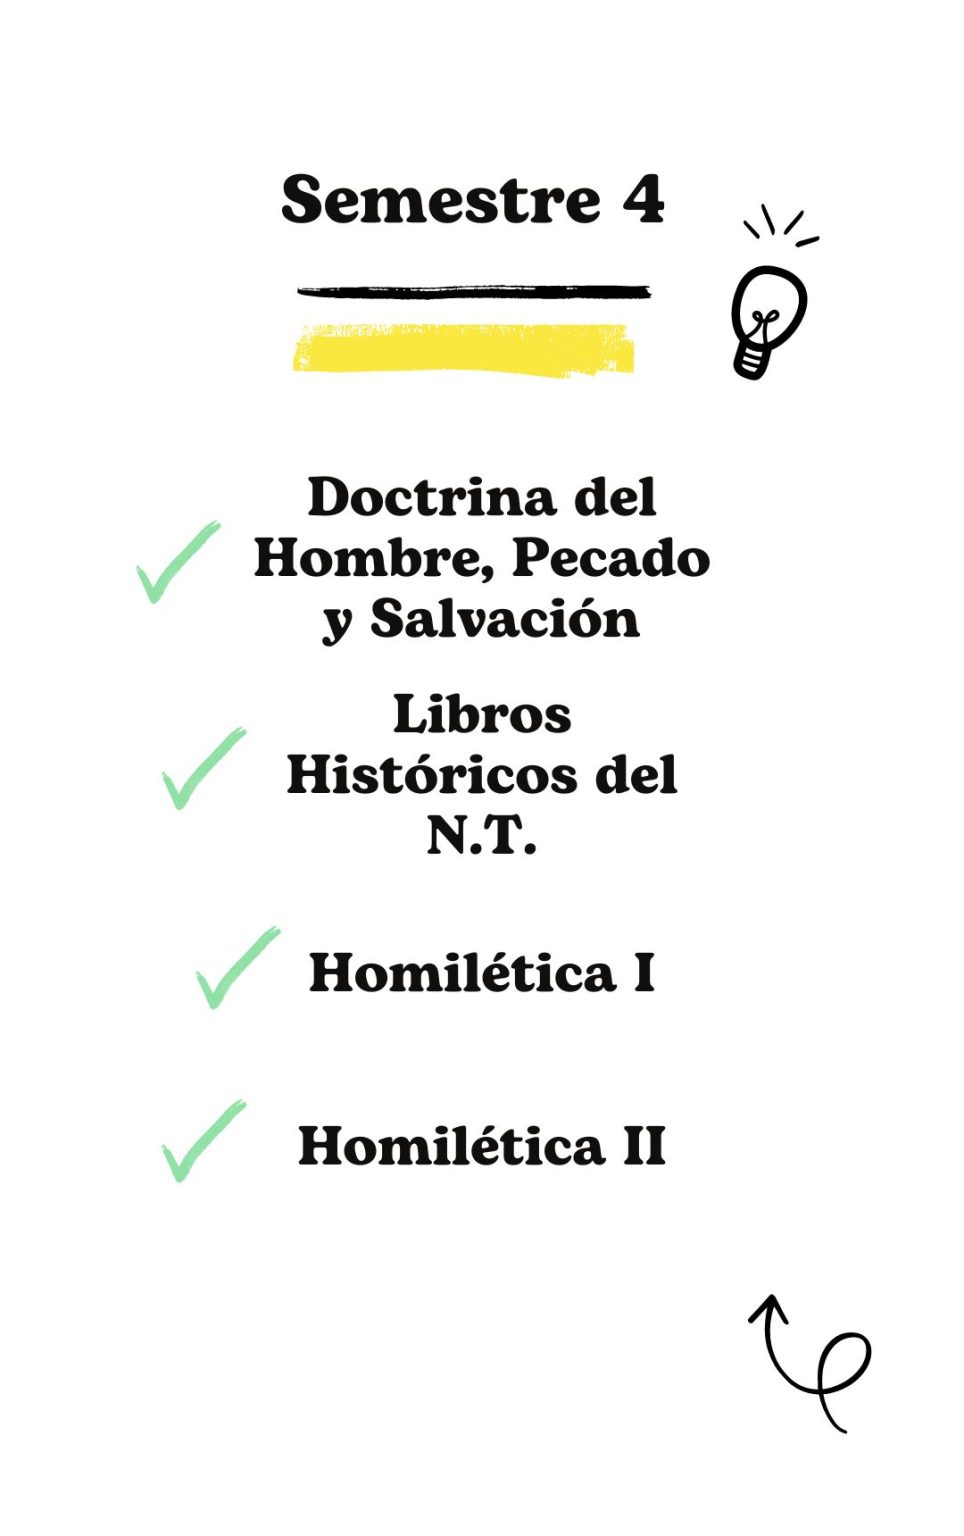 Semestre 4
Doctrina del
Hombre, Pecado
y Salvación
Libros
Históricos del
N.T.
Homilética I
Homilética II